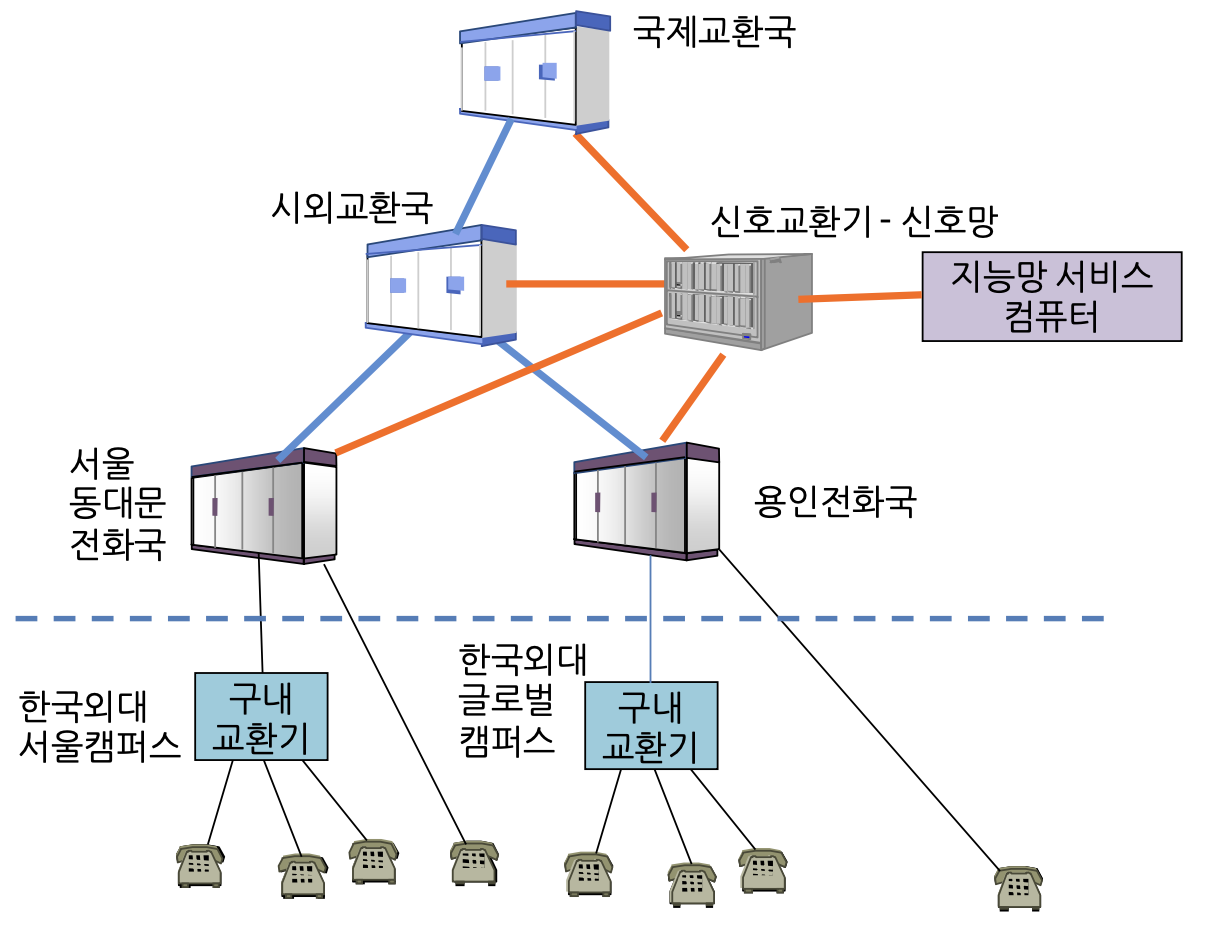 국제교환국
시외교환국
신호교환기 - 신호망
지능망 서비스
컴퓨터
서울
동대문
전화국
용인전화국
한국외대
서울캠퍼스
구내
교환기
한국외대
글로벌
캠퍼스
구내
교환기